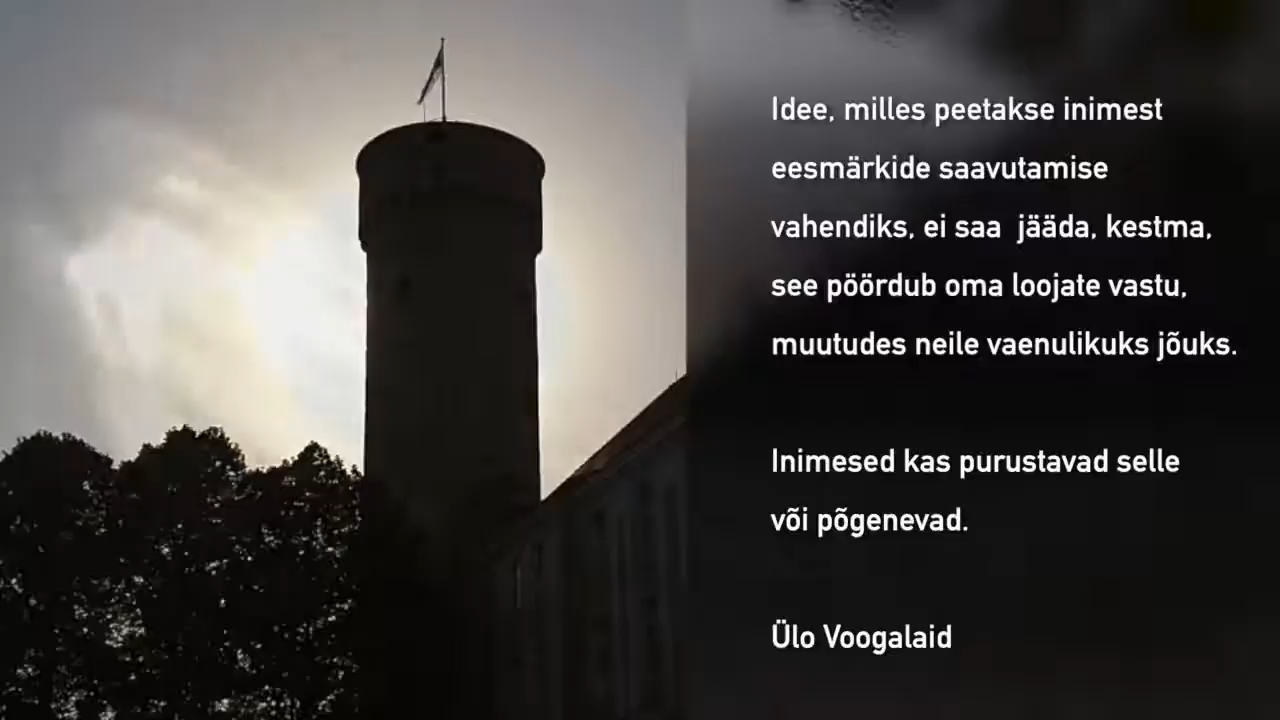 Idee, milles peetakse inimest
eesmärkide saavutamise
vahendiks, ei saa  jääda, kestma,
see pöördub oma loojate vastu,
muutudes neile vaenulikuks jõuks.
Inimesed kas purustavad selle
või põgenevad.
Ülo Voogalaid